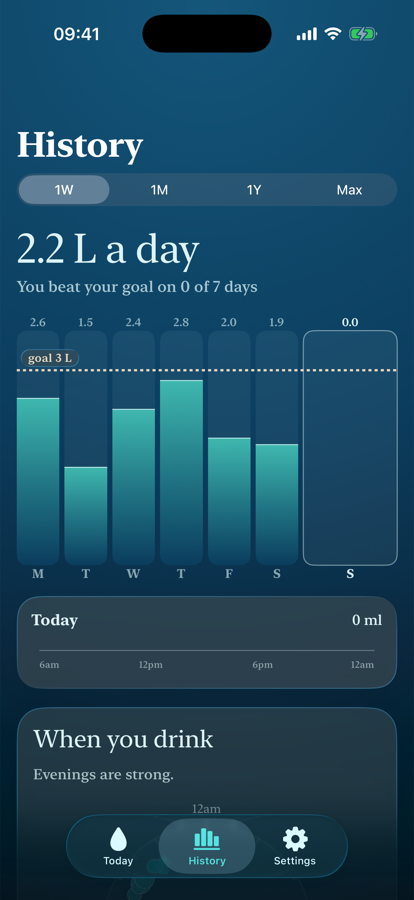 09:41
History
1W 1M 1Y Max
2.2 L a day
You beat your goal on 0 of 7 days
2.6 1.5 2.4 2.8 2.0 1.9 0.0
goal 3 L
M T W T F S S
Today 0 ml
6am 12pm 6pm 12am
When you drink
Evenings are strong.
12am
Today History Settings